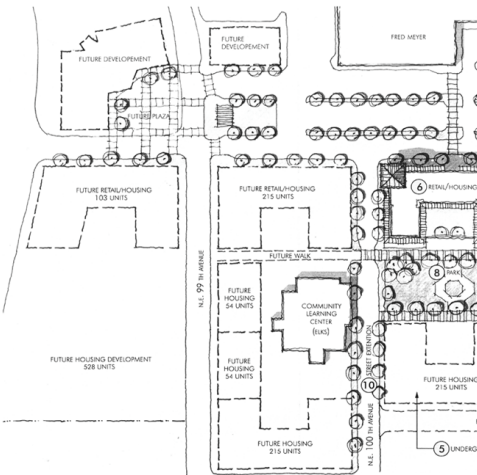 FUTURE DEVELOPEMENT
FUTURE
DEVELOPEMENT
FRED MEYER
FUTURE PLAZA
FUTURE RETAIL/HOUSING
103 UNITS
FUTURE RETAIL/HOUSING
215 UNITS
6 RETAIL/HOUSING
FUTURE WALK
N.E. 99 TH AVENUE
8 PARK
FUTURE
HOUSING
54 UNITS
COMMUNITY
LEARNING
CENTER
(ELKS)
FUTURE HOUSING DEVELOPMENT
528 UNITS
FUTURE
HOUSING
54 UNITS
10
N.E. 100 TH AVENUE STREET EXTENTION
FUTURE HOUSING
215 UNITS
FUTURE HOUSING
215 UNITS
5 UNDERG